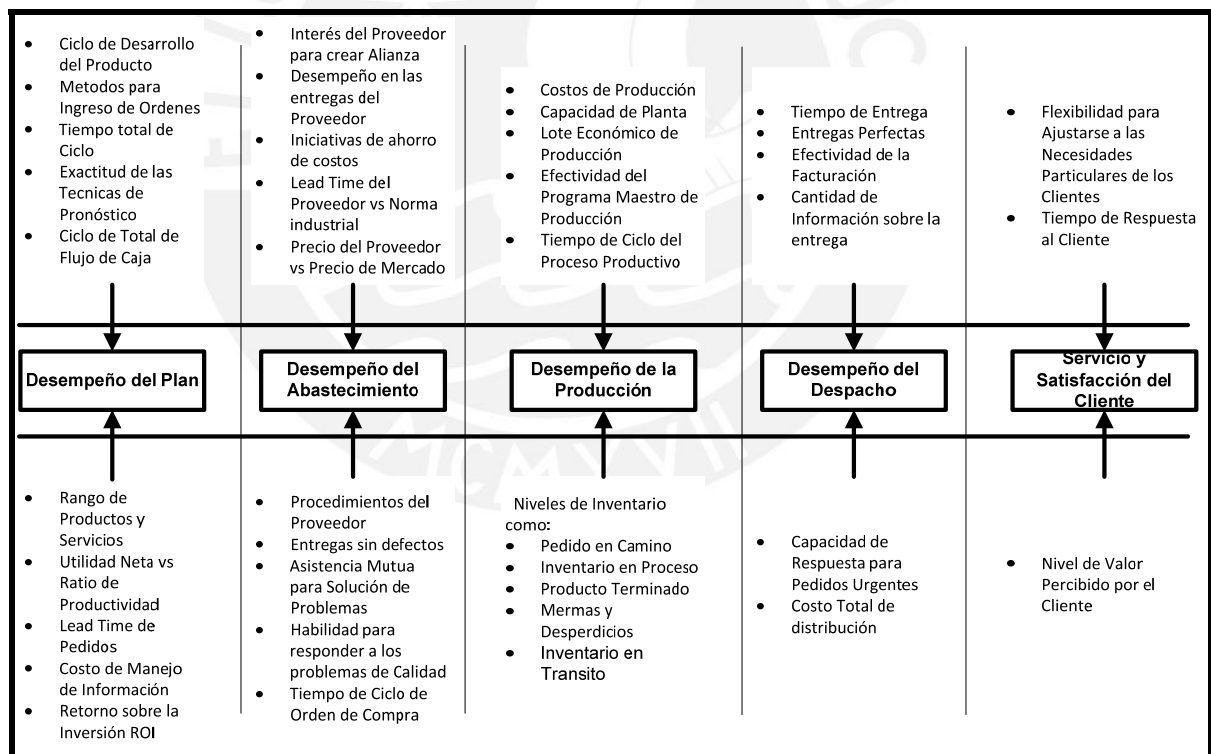 • Ciclo de Desarrollo
del Producto
• Metodos para
Ingreso de Ordenes
• Tiempo total de
Ciclo
• Exactitud de las
Tecnicas de
Pronóstico
• Ciclo de Total de
Flujo de Caja
• Interés del Proveedor
para crear Alianza
• Desempeño en las
entregas del
Proveedor
• Iniciativas de ahorro
de costos
• Lead Time del
Proveedor vs Norma
industrial
• Precio del Proveedor
vs Precio de Mercado
• Costos de Producción
• Capacidad de Planta
• Lote Económico de
Producción
• Efectividad del
Programa Maestro de
Producción
• Tiempo de Ciclo del
Proceso Productivo
• Tiempo de Entrega
• Entregas Perfectas
• Efectividad de la
Facturación
• Cantidad de
Información sobre la
entrega
• Flexibilidad para
Ajustarse a las
Necesidades
Particulares de los
Clientes
• Tiempo de Respuesta
al Cliente
Desempeño del Plan
Desempeño del
Abastecimiento
Desempeño de la
Producción
Desempeño del
Despacho
Servicio y
Satisfacción del
Cliente
• Rango de
Productos y
Servicios
• Utilidad Neta vs
Ratio de
Productividad
• Lead Time de
Pedidos
• Costo de Manejo
de Información
• Retorno sobre la
Inversión ROI
• Procedimientos del
Proveedor
• Entregas sin defectos
• Asistencia Mutua
para Solución de
Problemas
• Habilidad para
responder a los
problemas de Calidad
• Tiempo de Ciclo de
Orden de Compra
Niveles de Inventario
como:
• Pedido en Camino
• Inventario en Proceso
• Producto Terminado
• Mermas y
Desperdicios
• Inventario en
Transito
• Capacidad de
Respuesta para
Pedidos Urgentes
• Costo Total de
distribución
• Nivel de Valor
Percibido por el
Cliente
MCMXVII